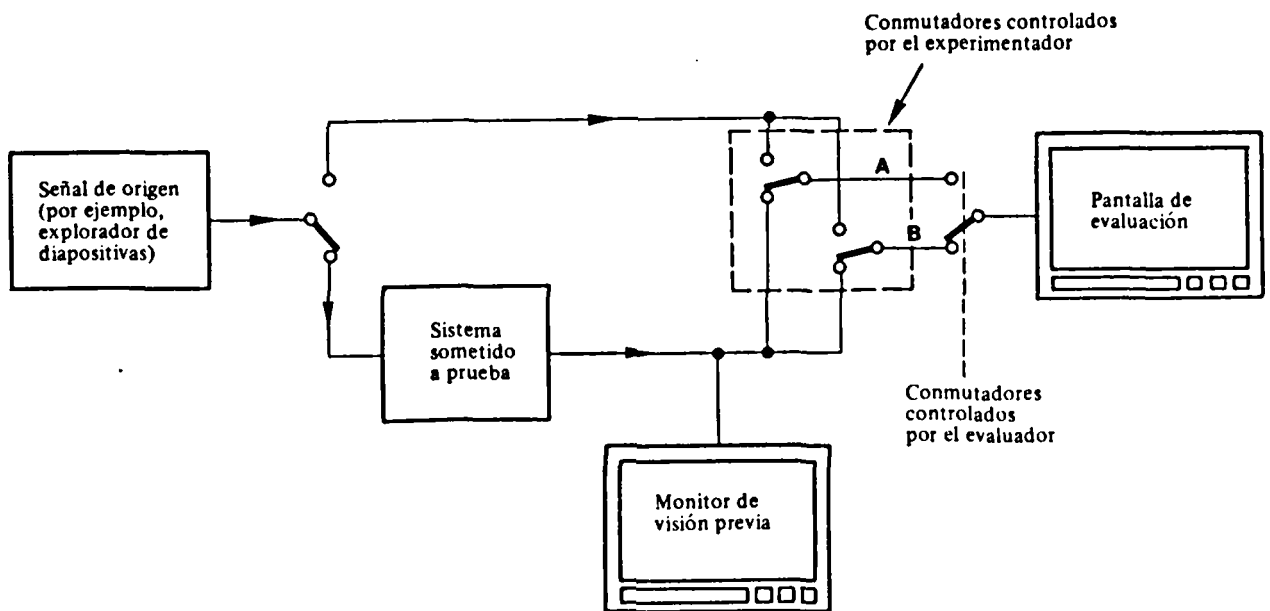 Conmutadores controlados
por el experimentador
Señal de origen
(por ejemplo,
explorador de
diapositivas)
A
B
Pantalla de
evaluación
Sistema
sometido
a prueba
Conmutadores
controlados
por el evaluador
Monitor de
visión previa